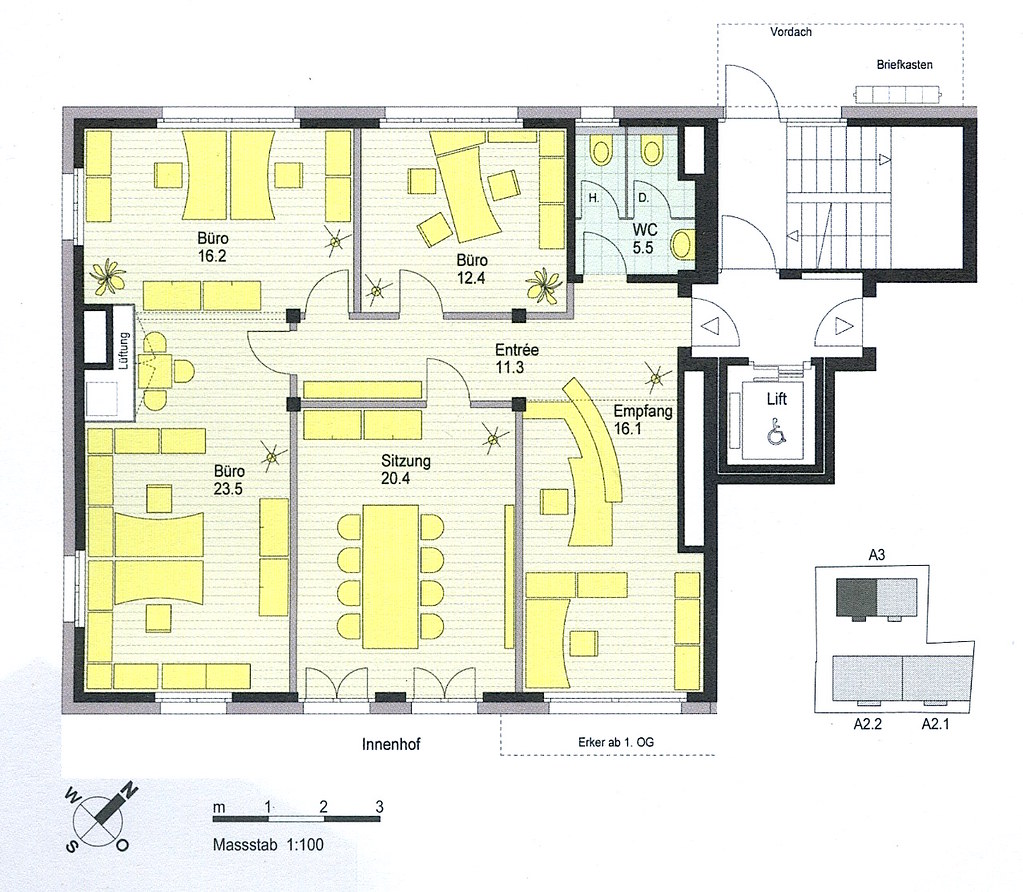 Vordach
Briefkasten
Büro
16.2
Büro
12.4
H.
D.
WC
5.5
Lüftung
Entrée
11.3
Empfang
16.1
Lift
Büro
23.5
Sitzung
20.4
A3
A2.2
A2.1
Innenhof
Erker ab 1. OG
W
N
S
O
m 1 2 3
Massstab 1:100